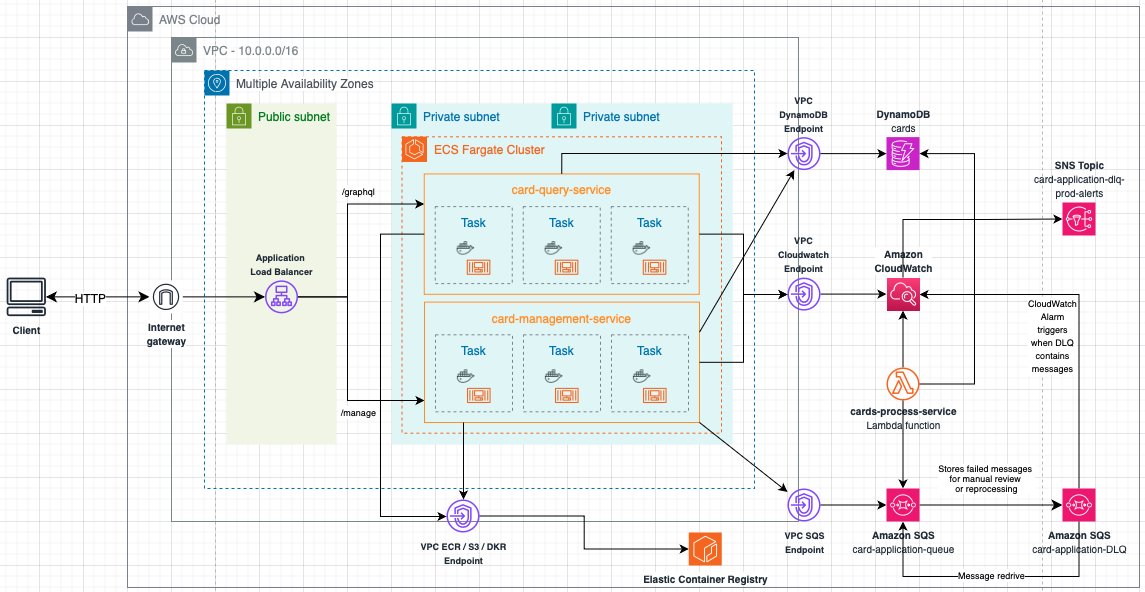 AWS Cloud
VPC - 10.0.0.0/16
Multiple Availability Zones
Public subnet
Private subnet
Private subnet
ECS Fargate Cluster
card-query-service
Task
Task
Task
card-management-service
Task
Task
Task
/graphql
/manage
Application
Load Balancer
HTTP
Client
Internet
gateway
VPC
DynamoDB
Endpoint
DynamoDB
cards
SNS Topic
card-application-dlq-
prod-alerts
VPC
Cloudwatch
Endpoint
Amazon
CloudWatch
CloudWatch
Alarm
triggers
when DLQ
contains
messages
cards-process-service
Lambda function
Stores failed messages
for manual review
or reprocessing
VPC SQS
Endpoint
Amazon SQS
card-application-queue
Amazon SQS
card-application-DLQ
Message redrive
VPC ECR / S3 / DKR
Endpoint
Elastic Container Registry